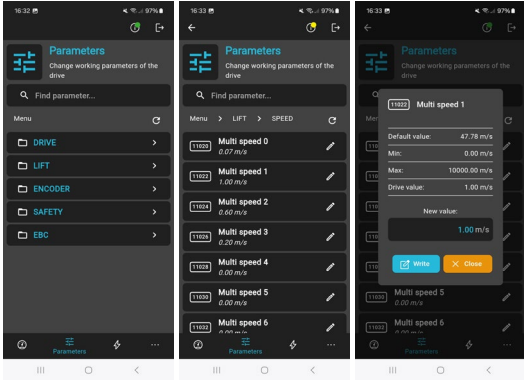 16:32
97%
Parameters
Change working parameters of the
drive
Find parameter...
Menu
DRIVE
LIFT
ENCODER
SAFETY
EBC
Parameters
16:33
97%
Parameters
Change working parameters of the
drive
Find parameter...
Menu > LIFT > SPEED
11020 Multi speed 0
0.07 m/s
11022 Multi speed 1
1.00 m/s
11024 Multi speed 2
0.60 m/s
11026 Multi speed 3
0.20 m/s
11028 Multi speed 4
0.00 m/s
11030 Multi speed 5
0.00 m/s
11032 Multi speed 6
0.00 m/s
Parameters
16:33
97%
Parameters
Change working parameters of the
drive
11022 Multi speed 1
Default value: 47.78 m/s
Min: 0.00 m/s
Max: 10000.00 m/s
Drive value: 1.00 m/s
New value:
1.00 m/s
Write
Close
11030 Multi speed 5
0.00 m/s
11032 Multi speed 6
0.00 m/s
Parameters